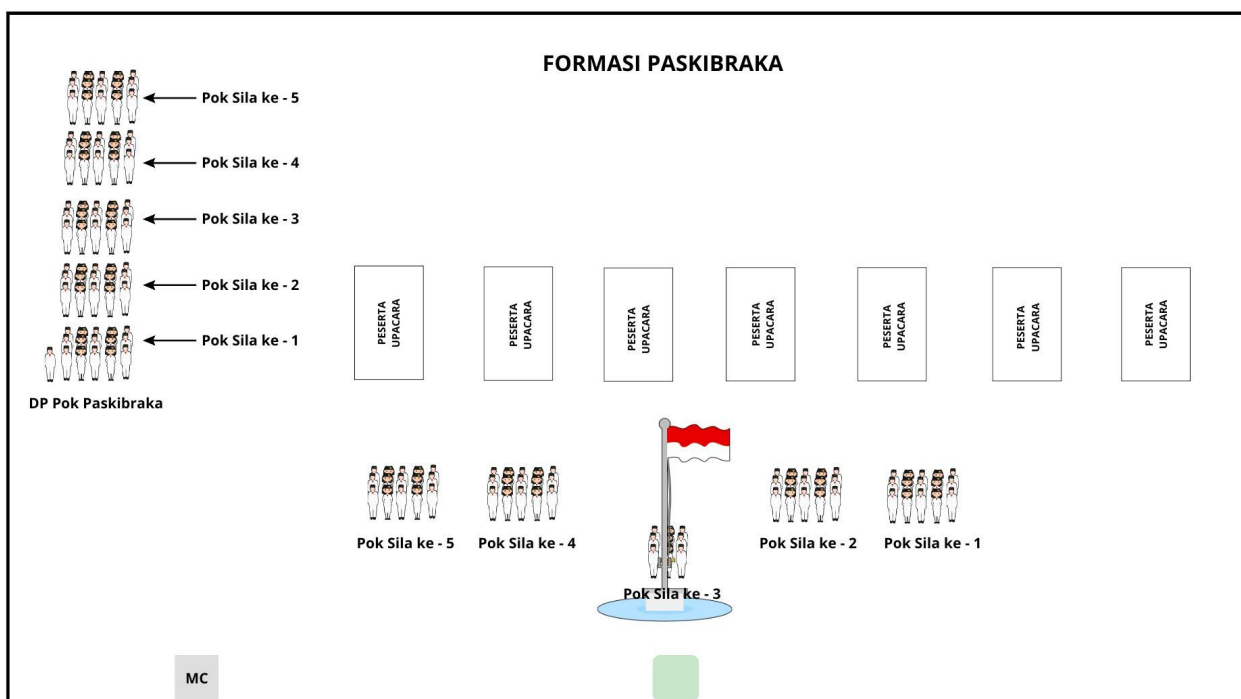 FORMASI PASKIBRAKA
Pok Sila ke - 5
Pok Sila ke - 4
Pok Sila ke - 3
Pok Sila ke - 2
Pok Sila ke - 1
DP Pok Paskibraka
PESERTA
UPACARA
PESERTA
UPACARA
PESERTA
UPACARA
PESERTA
UPACARA
PESERTA
UPACARA
PESERTA
UPACARA
PESERTA
UPACARA
Pok Sila ke - 5
Pok Sila ke - 4
Pok Sila ke - 3
Pok Sila ke - 2
Pok Sila ke - 1
MC